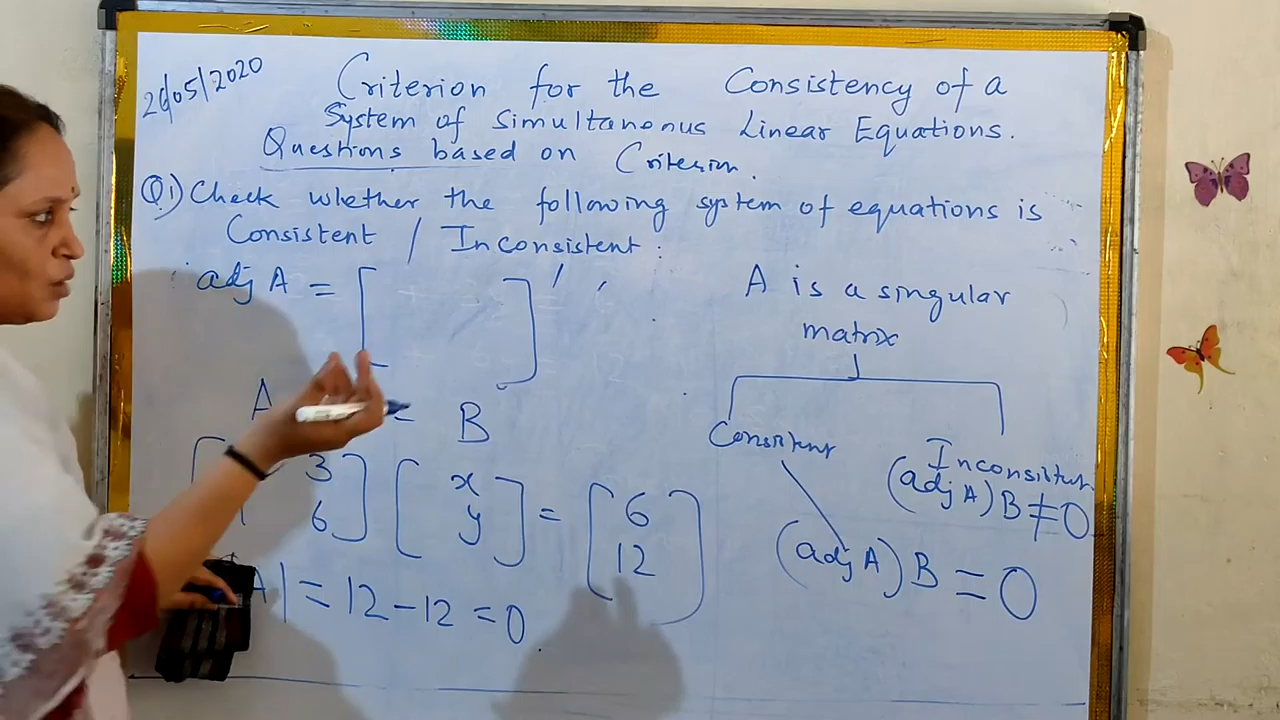 20/05/2020
Criterion for the Consistency of a
System of Simultanenus Linear Equations.
Questions based on Criterion.
Q1) Check whether the following system of equations is
Consistent / Inconsistent :
adj A = [ ] '
A = B
[ 3 6 ] [ x y ] = [ 6 12 ]
A| = 12 - 12 = 0
A is a singular
matrix
Consistent
(adj A) B = 0
Inconsistent
(adj A) B ≠ 0